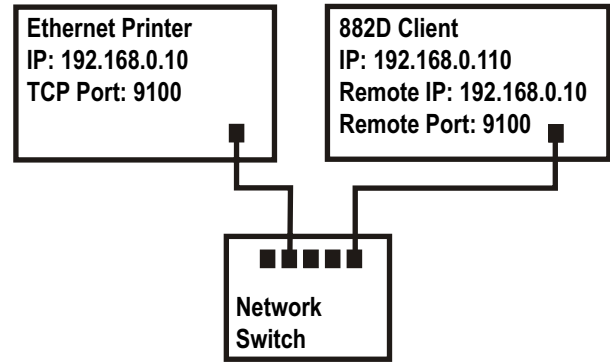 Ethernet Printer
IP: 192.168.0.10
TCP Port: 9100
882D Client
IP: 192.168.0.110
Remote IP: 192.168.0.10
Remote Port: 9100
Network
Switch